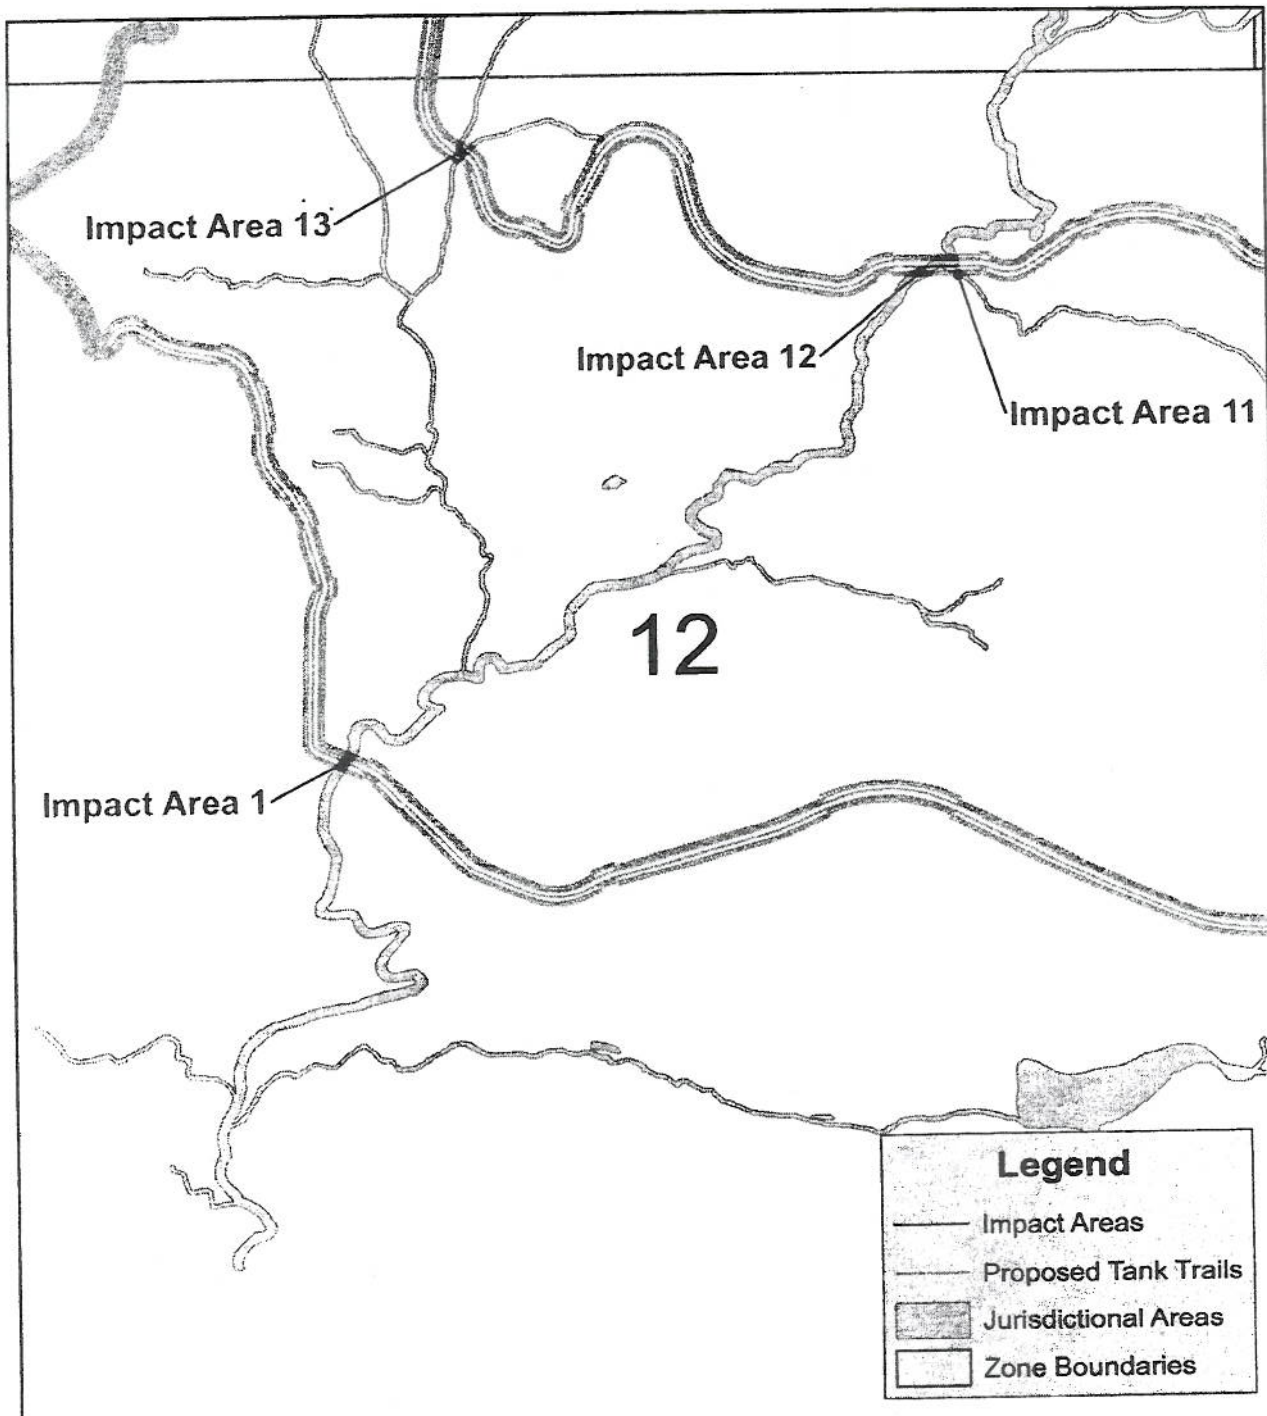 Impact Area 13
Impact Area 12
Impact Area 11
12
Impact Area 1
Legend
Impact Areas
Proposed Tank Trails
Jurisdictional Areas
Zone Boundaries